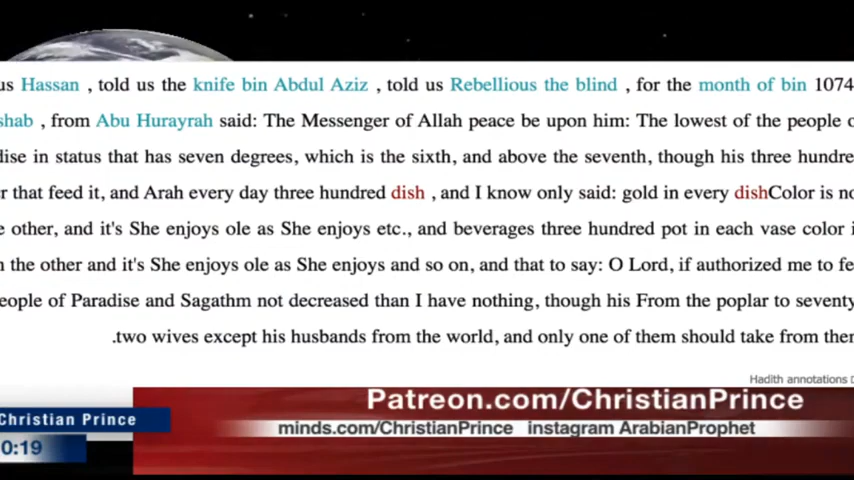 us Hassan , told us the knife bin Abdul Aziz , told us Rebellious the blind , for the month of bin 1074
shab , from Abu Hurayrah said: The Messenger of Allah peace be upon him: The lowest of the people o
dise in status that has seven degrees, which is the sixth, and above the seventh, though his three hundre
r that feed it, and Arah every day three hundred dish , and I know only said: gold in every dishColor is no
e other, and it's She enjoys ole as She enjoys etc., and beverages three hundred pot in each vase color i
n the other and it's She enjoys ole as She enjoys and so on, and that to say: O Lord, if authorized me to fe
eople of Paradise and Sagathm not decreased than I have nothing, though his From the poplar to seventy
.two wives except his husbands from the world, and only one of them should take from ther
Hadith annotations
Patreon.com/ChristianPrince
Christian Prince
minds.com/ChristianPrince instagram ArabianProphet
0:19